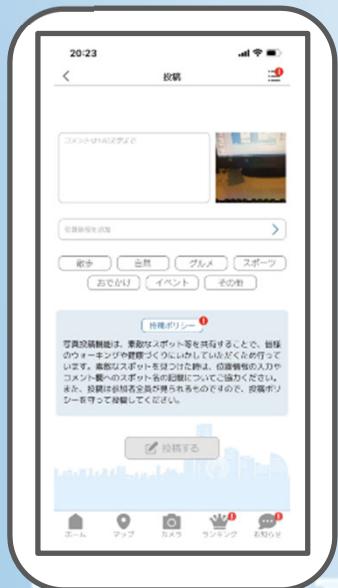 20:23
投稿
コメントは140文字まで
位置情報を追加
散歩
自然
グルメ
スポーツ
おでかけ
イベント
その他
投稿ポリシー
写真投稿機能は、素敵なスポット等を共有することで、皆様
のウォーキングや健康づくりにいかしていただくため行って
います。素敵なスポットを見つけた時は、位置情報の入力や
コメント欄へのスポット名の記載についてご協力ください。
また、投稿は参加者全員が見られるものですので、投稿ポリ
シーを守って投稿してください。
投稿する
ホーム
マップ
カメラ
ランキング
お知らせ